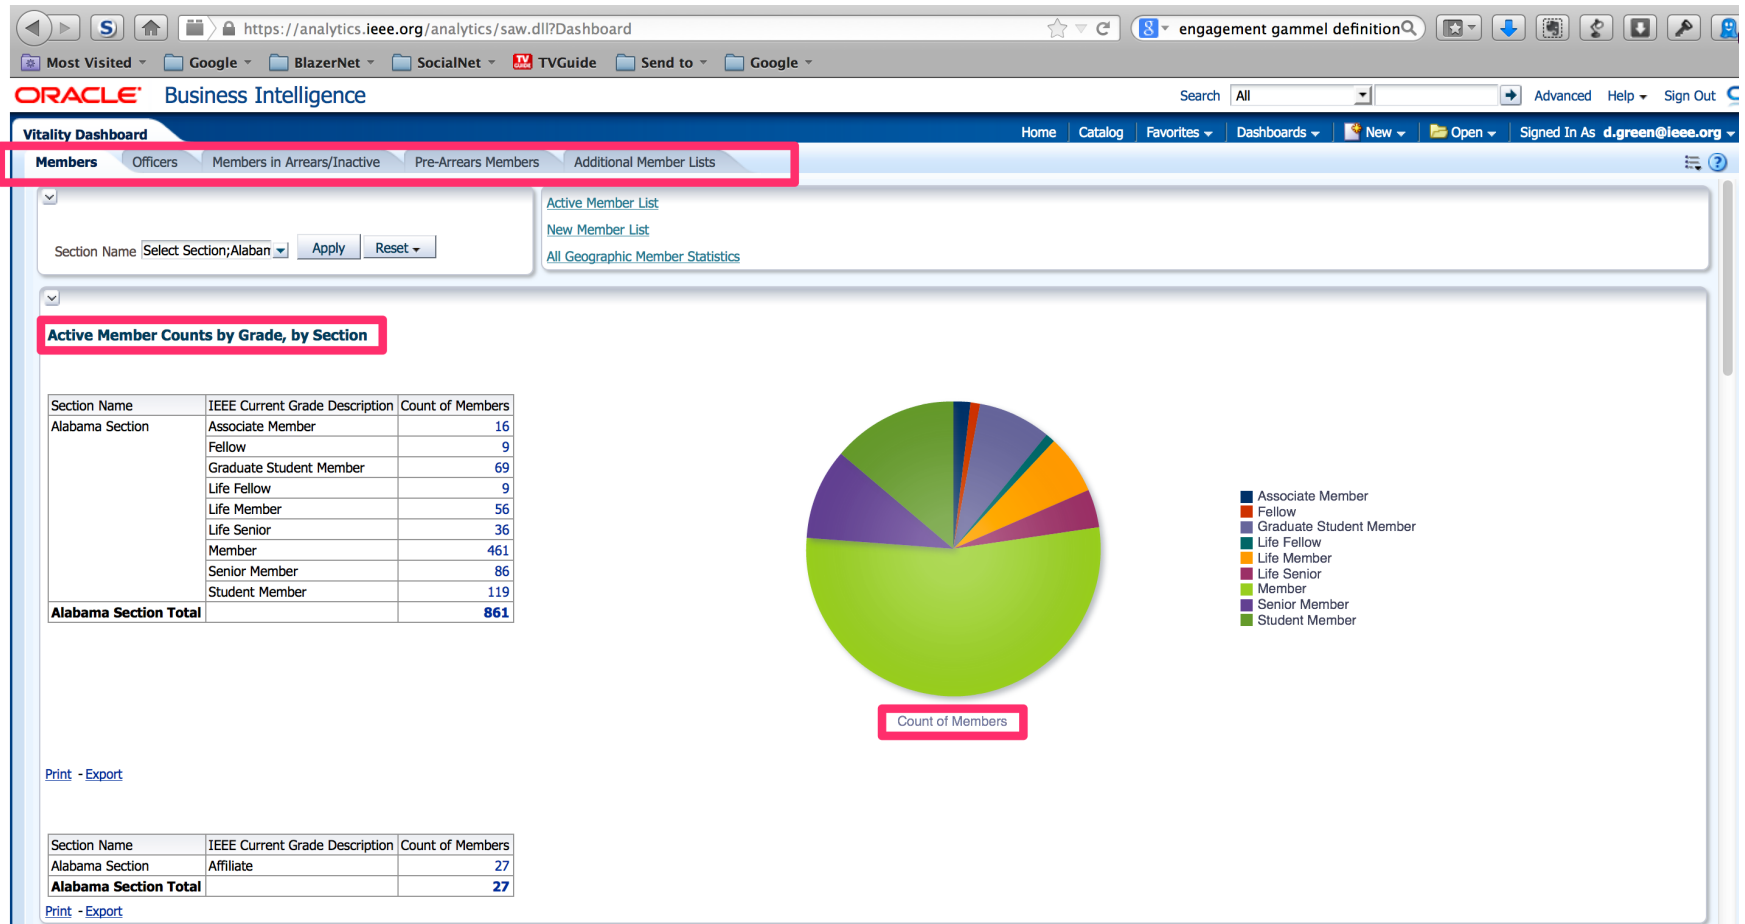 https://analytics.ieee.org/analytics/saw.dll?Dashboard
8 engagement gammel definition
Most Visited Google BlazerNet SocialNet TV GUIDE TVGuide Send to Google
ORACLE Business Intelligence Search All Advanced Help Sign Out
Vitality Dashboard Home Catalog Favorites Dashboards New Open Signed In As d.green@ieee.org
Members Officers Members in Arrears/Inactive Pre-Arrears Members Additional Member Lists
Active Member List
New Member List
Section Name Select Section;Alaban Apply Reset
All Geographic Member Statistics
Active Member Counts by Grade, by Section
Section Name IEEE Current Grade Description Count of Members
Alabama Section Associate Member 16
Fellow 9
Graduate Student Member 69
Life Fellow 9
Life Member 56
Life Senior 36
Member 461
Senior Member 86
Student Member 119
Alabama Section Total 861
Associate Member
Fellow
Graduate Student Member
Life Fellow
Life Member
Life Senior
Member
Senior Member
Student Member
Count of Members
Print - Export
Section Name IEEE Current Grade Description Count of Members
Alabama Section Affiliate 27
Alabama Section Total 27
Print - Export